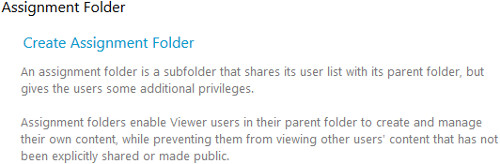 Assignment Folder
Create Assignment Folder
An assignment folder is a subfolder that shares its user list with its parent folder, but
gives the users some additional privileges.
Assignment folders enable Viewer users in their parent folder to create and manage
their own content, while preventing them from viewing other users' content that has not
been explicitly shared or made public.